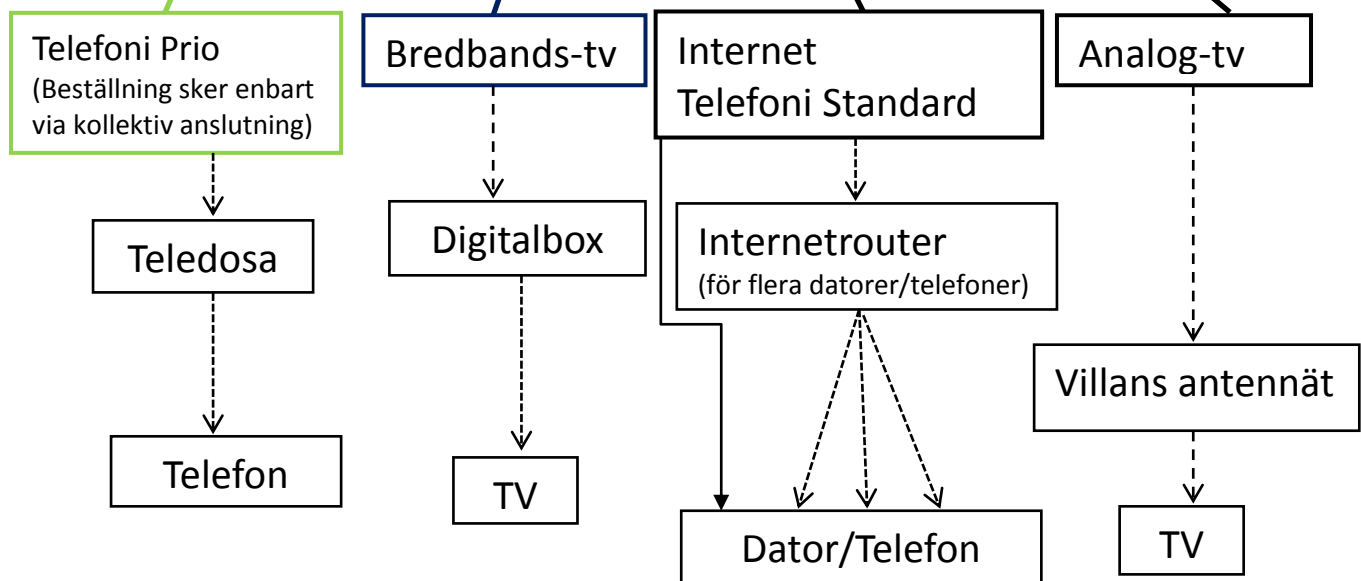 Telefoni Prio
(Beställning sker enbart
via kollektiv anslutning)
Teledosa
Telefon
Bredbands-tv
Digitalbox
TV
Internet
Telefoni Standard
Internetrouter
(för flera datorer/telefoner)
Dator/Telefon
Analog-tv
Villans antennät
TV